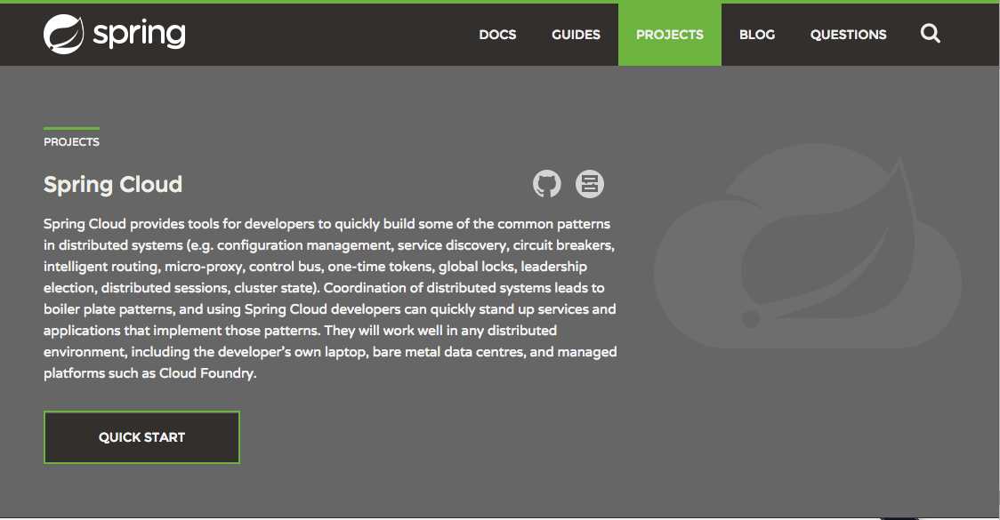 spring
DOCS GUIDES PROJECTS BLOG QUESTIONS
PROJECTS
Spring Cloud
Spring Cloud provides tools for developers to quickly build some of the common patterns
in distributed systems (e.g. configuration management, service discovery, circuit breakers,
intelligent routing, micro-proxy, control bus, one-time tokens, global locks, leadership
election, distributed sessions, cluster state). Coordination of distributed systems leads to
boiler plate patterns, and using Spring Cloud developers can quickly stand up services and
applications that implement those patterns. They will work well in any distributed
environment, including the developer's own laptop, bare metal data centres, and managed
platforms such as Cloud Foundry.
QUICK START